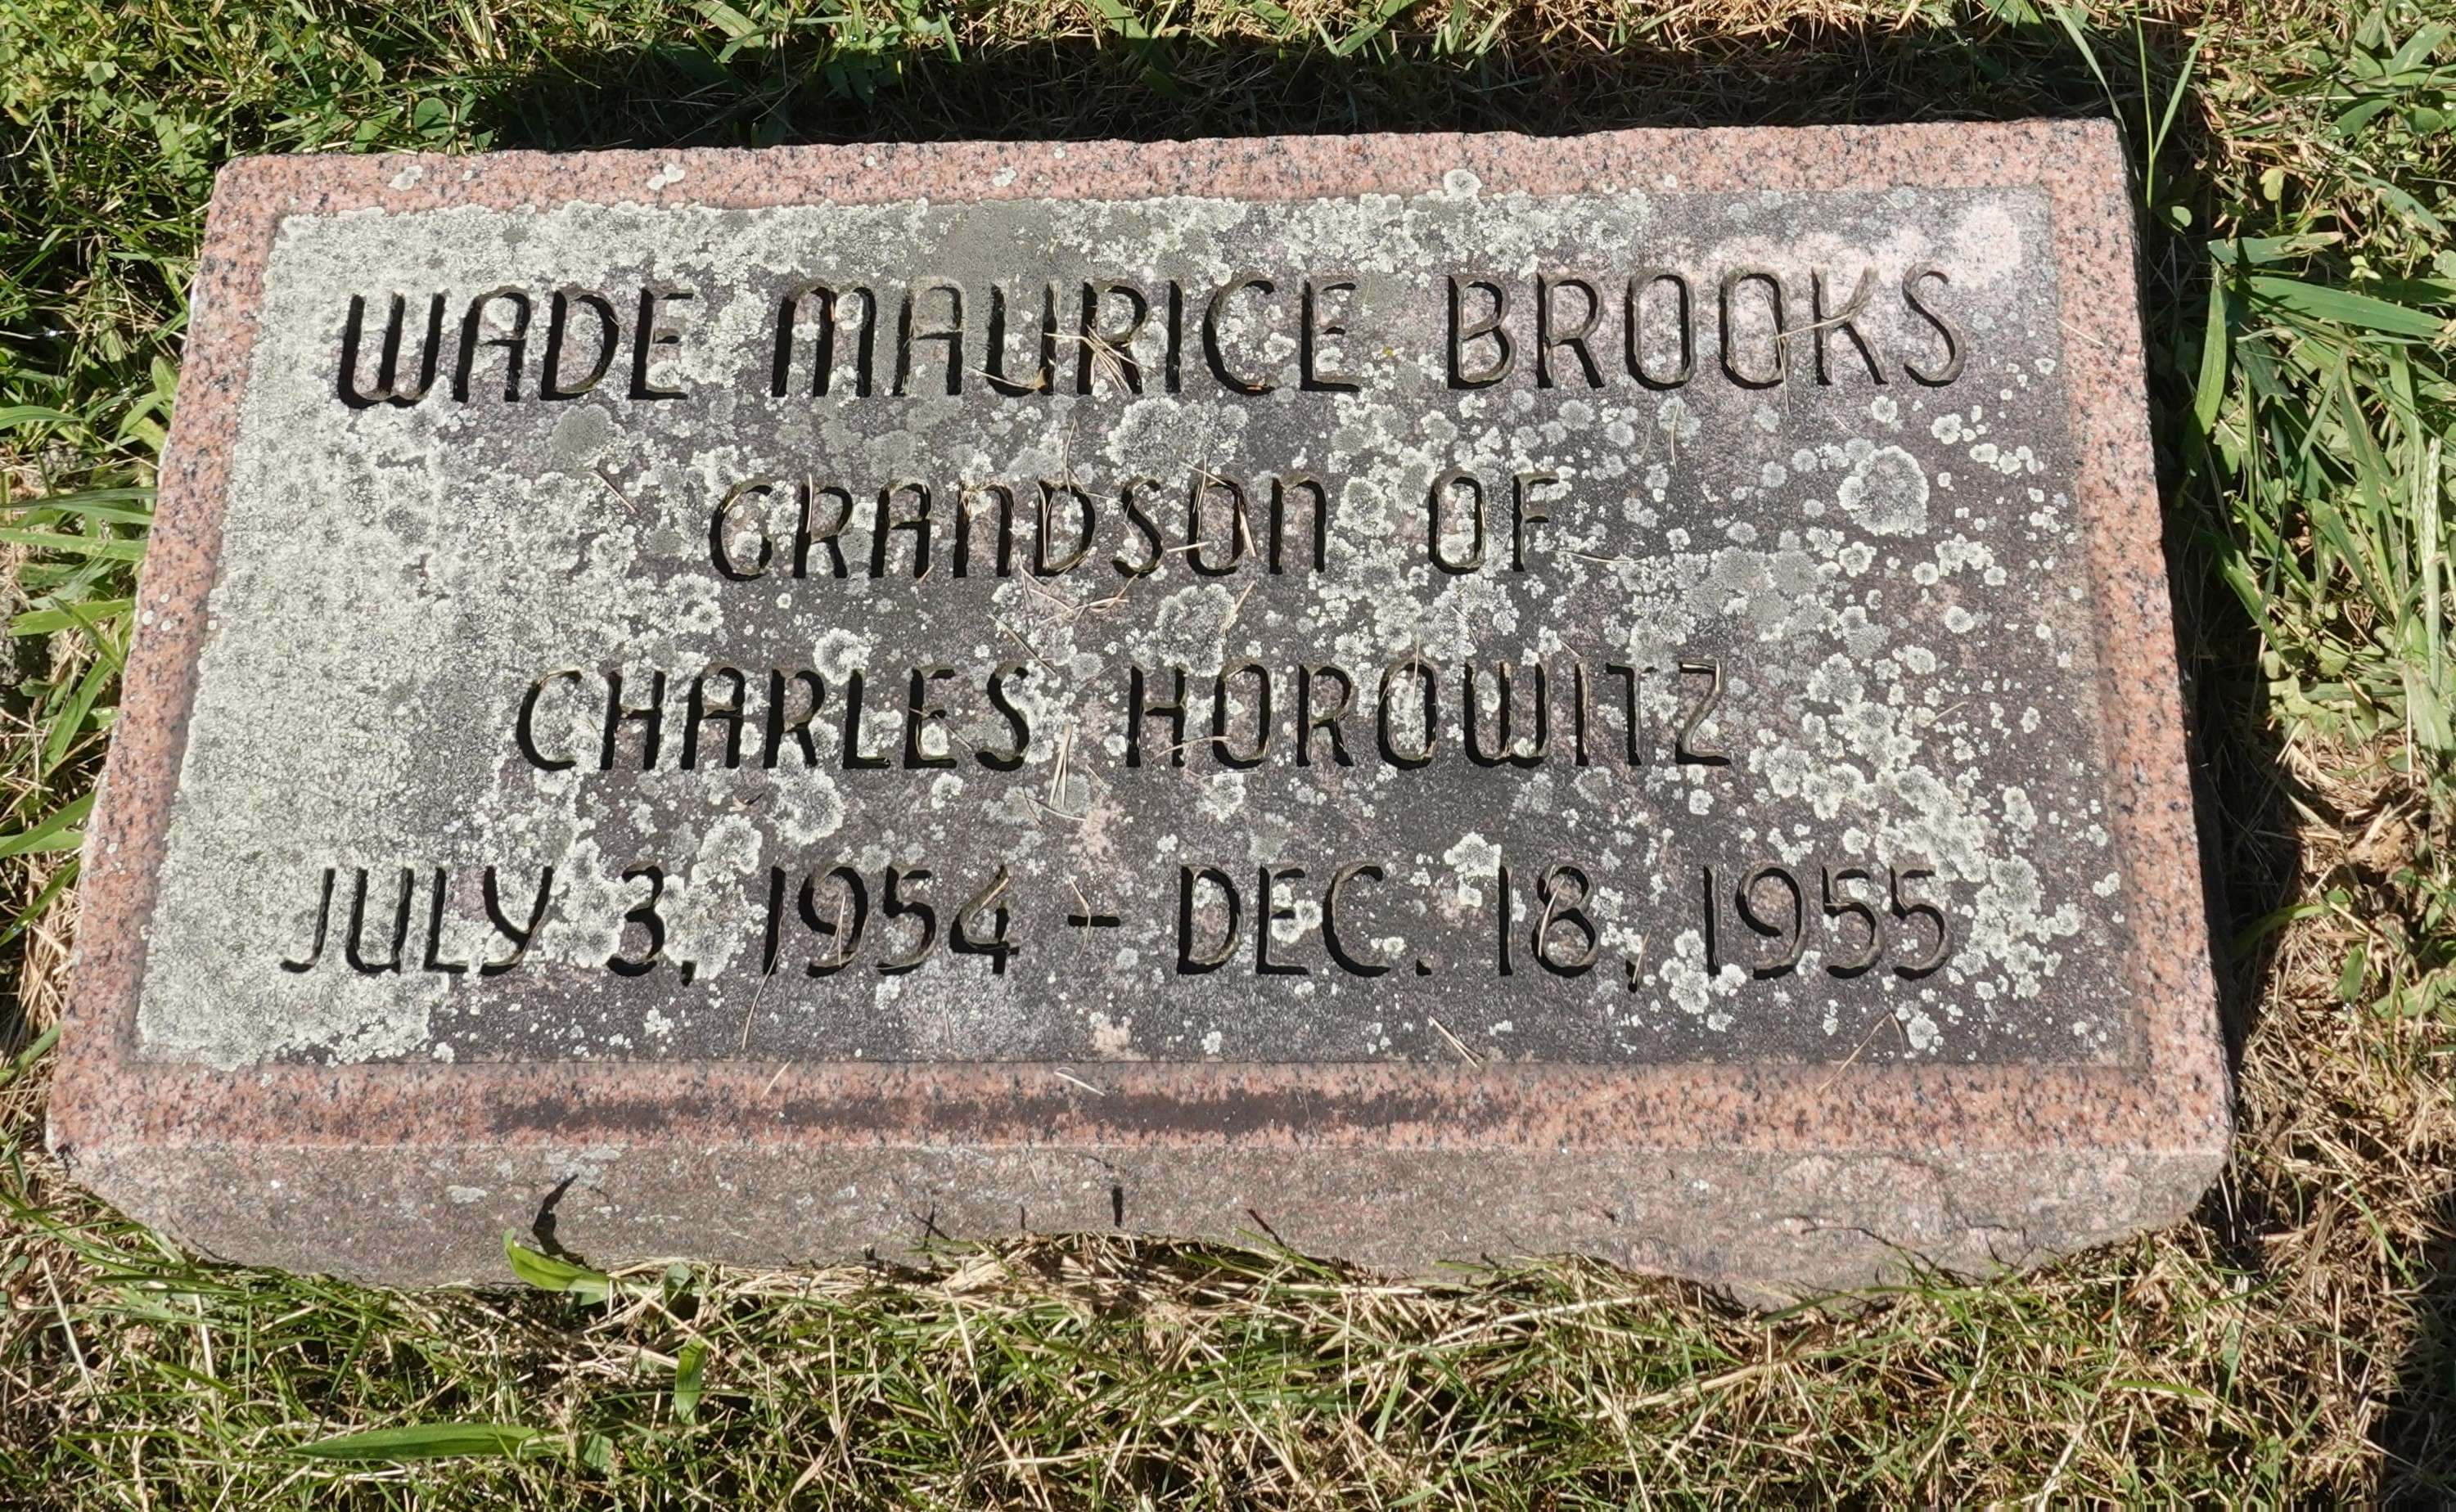 WADE MAURICE BROOKS
GRANDSON OF
CHARLES HOROWITZ
JULY 3, 1954 - DEC. 18, 1955